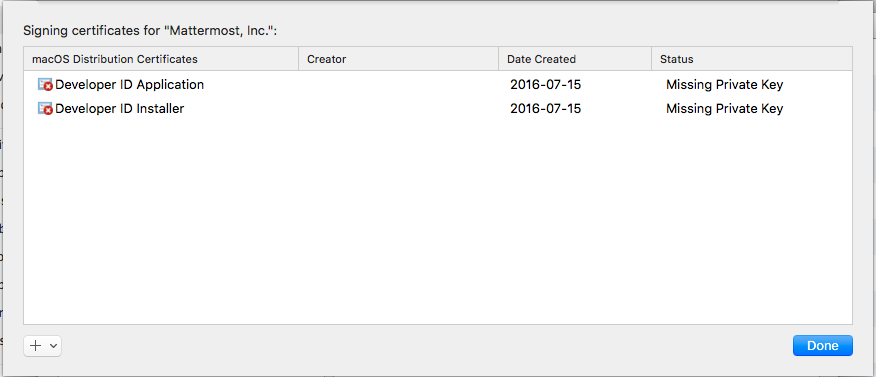 Signing certificates for "Mattermost, Inc.":
macOS Distribution Certificates Creator Date Created Status
Developer ID Application 2016-07-15 Missing Private Key
Developer ID Installer 2016-07-15 Missing Private Key
Done